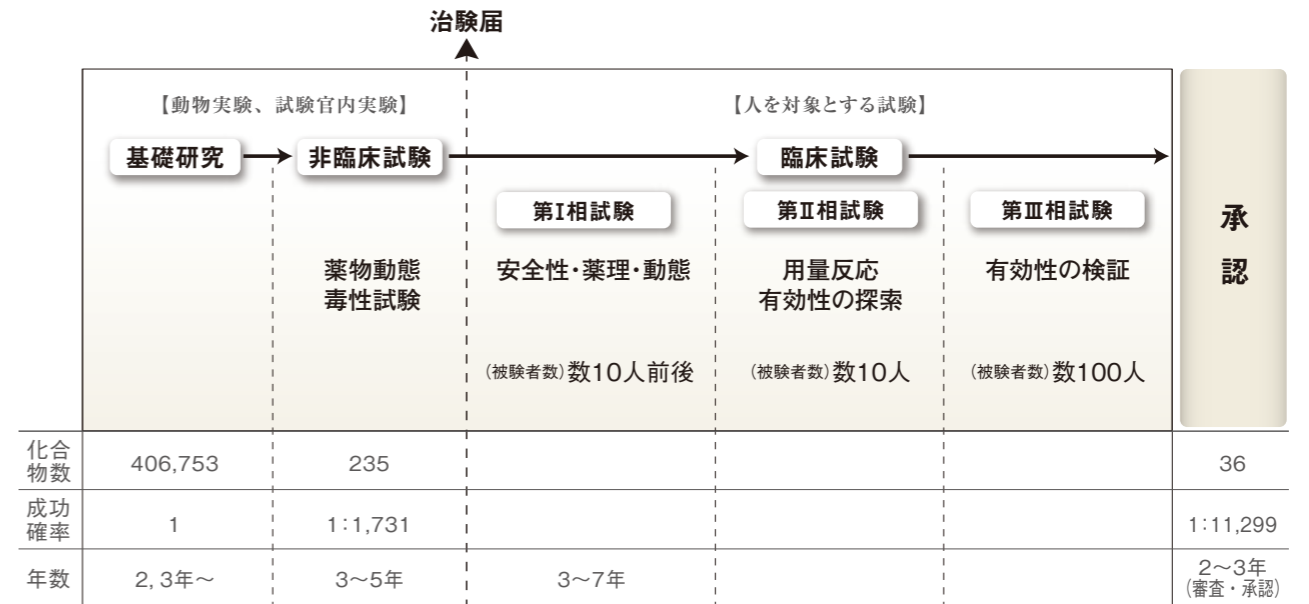 治験届
【動物実験、試験官内実験】
【人を対象とする試験】
基礎研究
非臨床試験
臨床試験
第Ⅰ相試験
第Ⅱ相試験
第Ⅲ相試験
承認
薬物動態
毒性試験
安全性・薬理・動態
用量反応
有効性の探索
有効性の検証
(被験者数)数10人前後
(被験者数)数10人
(被験者数)数100人
化合
物数
406,753
235
36
成功
確率
1
1:1,731
1:11,299
年数
2, 3年～
3～5年
3～7年
2～3年
(審査・承認)